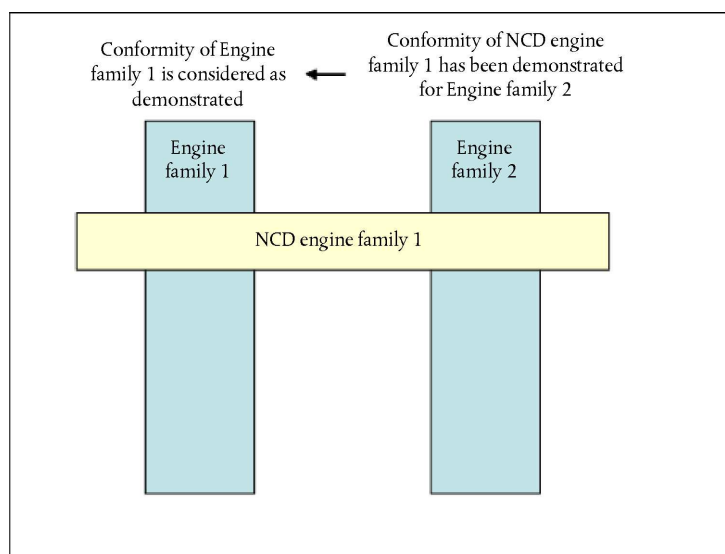 Conformity of Engine
family 1 is considered as
demonstrated
Conformity of NCD engine
family 1 has been demonstrated
for Engine family 2
Engine
family 1
Engine
family 2
NCD engine family 1